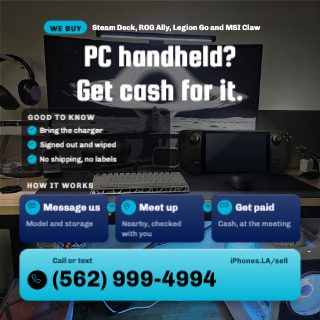 WE BUY Steam Deck, ROG Ally, Legion Go and MSI Claw
PC handheld?
Get cash for it.
GOOD TO KNOW
Bring the charger
Signed out and wiped
No shipping, no labels
HOW IT WORKS
Message us
Model and storage
Meet up
Nearby, checked
with you
Get paid
Cash, at the meeting
Call or text
iPhones.LA/sell
(562) 999-4994